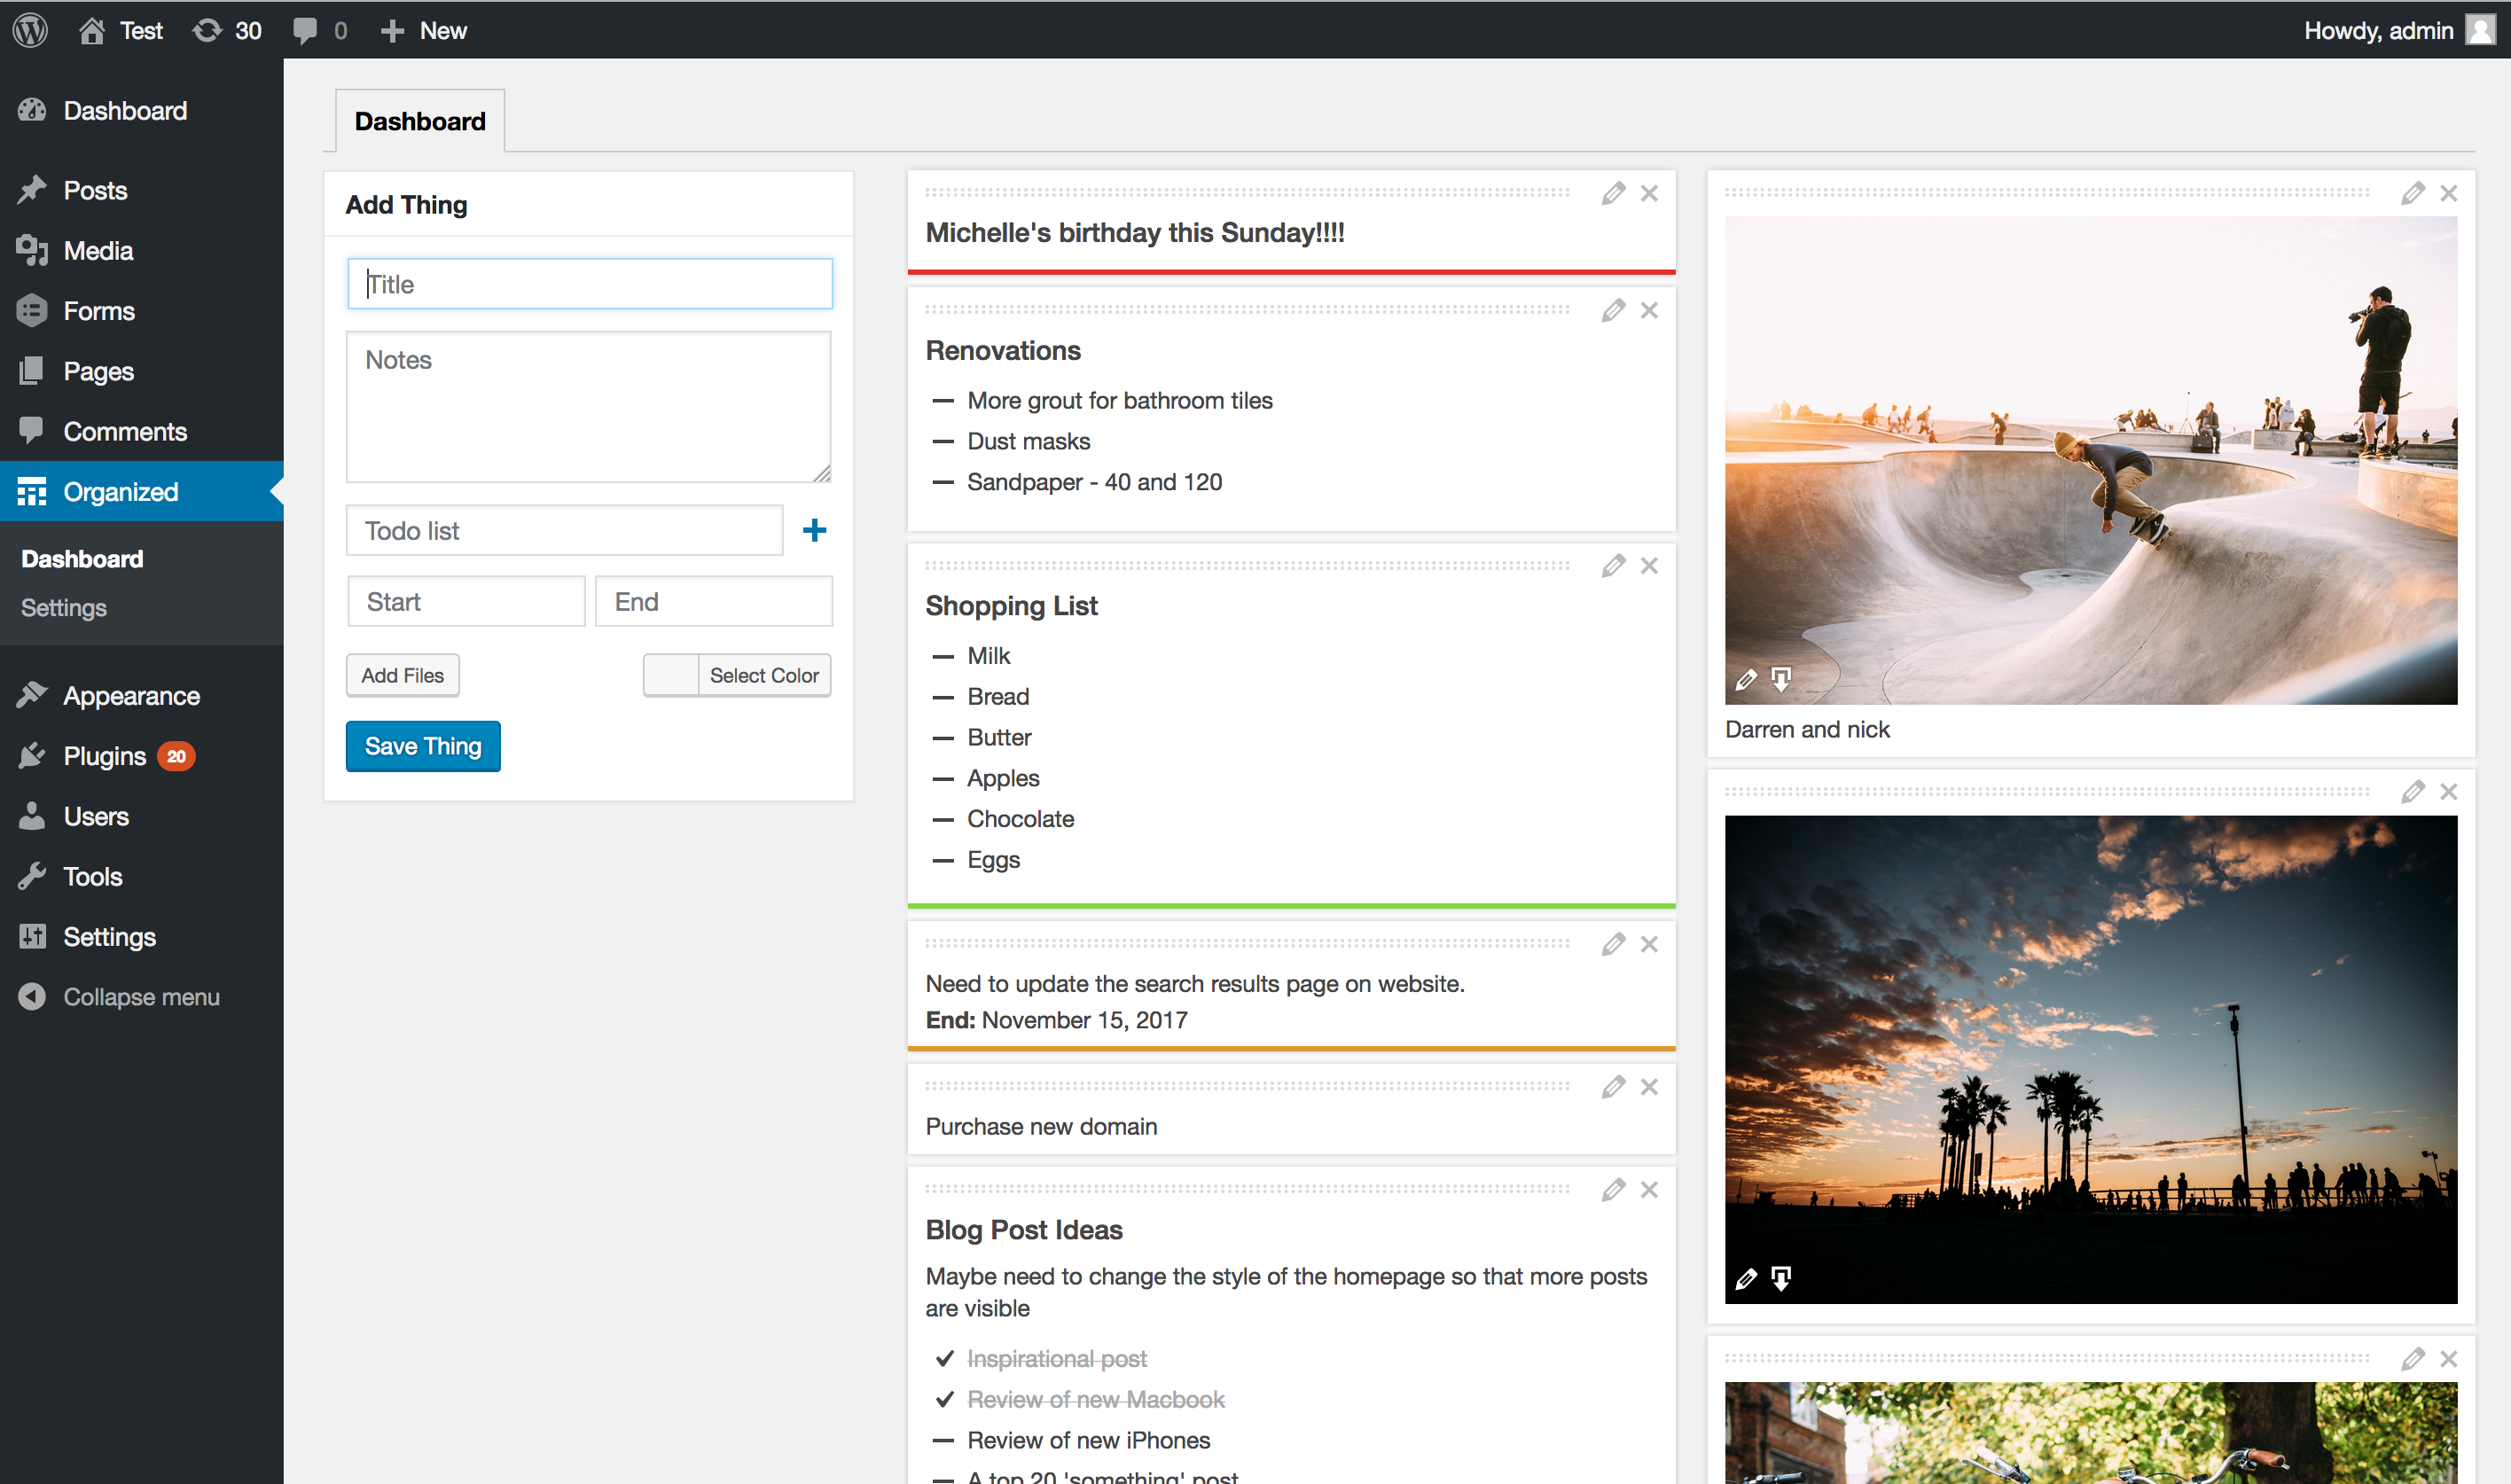 Test
30
0
New
Howdy, admin
Dashboard
Posts
Media
Forms
Pages
Comments
Organized
Dashboard
Settings
Appearance
Plugins 20
Users
Tools
Settings
Collapse menu
Dashboard
Add Thing
Title
Notes
Todo list
Start
End
Add Files
Select Color
Save Thing
Michelle's birthday this Sunday!!!!
Renovations
More grout for bathroom tiles
Dust masks
Sandpaper - 40 and 120
Shopping List
Milk
Bread
Butter
Apples
Chocolate
Eggs
Need to update the search results page on website.
End: November 15, 2017
Purchase new domain
Blog Post Ideas
Maybe need to change the style of the homepage so that more posts
are visible
Inspirational post
Review of new Macbook
Review of new iPhones
A top 20 'something' post
Darren and nick